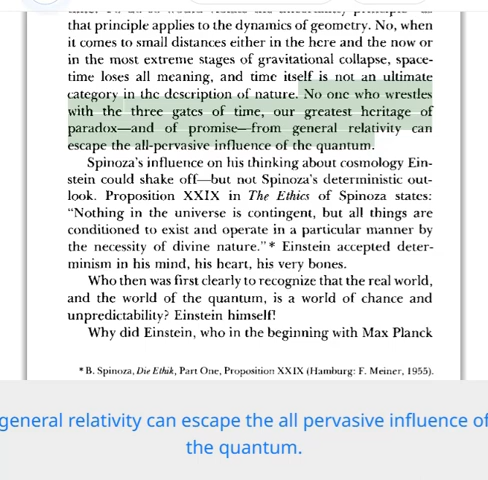 that principle applies to the dynamics of geometry. No, when
it comes to small distances either in the here and the now or
in the most extreme stages of gravitational collapse, space-
time loses all meaning, and time itself is not an ultimate
category in the description of nature. No one who wrestles
with the three gates of time, our greatest heritage of
paradox—and of promise—from general relativity can
escape the all-pervasive influence of the quantum.
Spinoza's influence on his thinking about cosmology Ein-
stein could shake off—but not Spinoza's deterministic out-
look. Proposition XXIX in The Ethics of Spinoza states:
“Nothing in the universe is contingent, but all things are
conditioned to exist and operate in a particular manner by
the necessity of divine nature.”* Einstein accepted deter-
minism in his mind, his heart, his very bones.
Who then was first clearly to recognize that the real world,
and the world of the quantum, is a world of chance and
unpredictability? Einstein himself!
Why did Einstein, who in the beginning with Max Planck
*B. Spinoza, Die Ethik, Part One, Proposition XXIX (Hamburg: F. Meiner, 1955).
general relativity can escape the all pervasive influence of
the quantum.